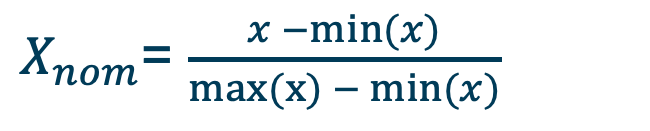 X_nom = (x −min(x)) / (max(x) − min(x))